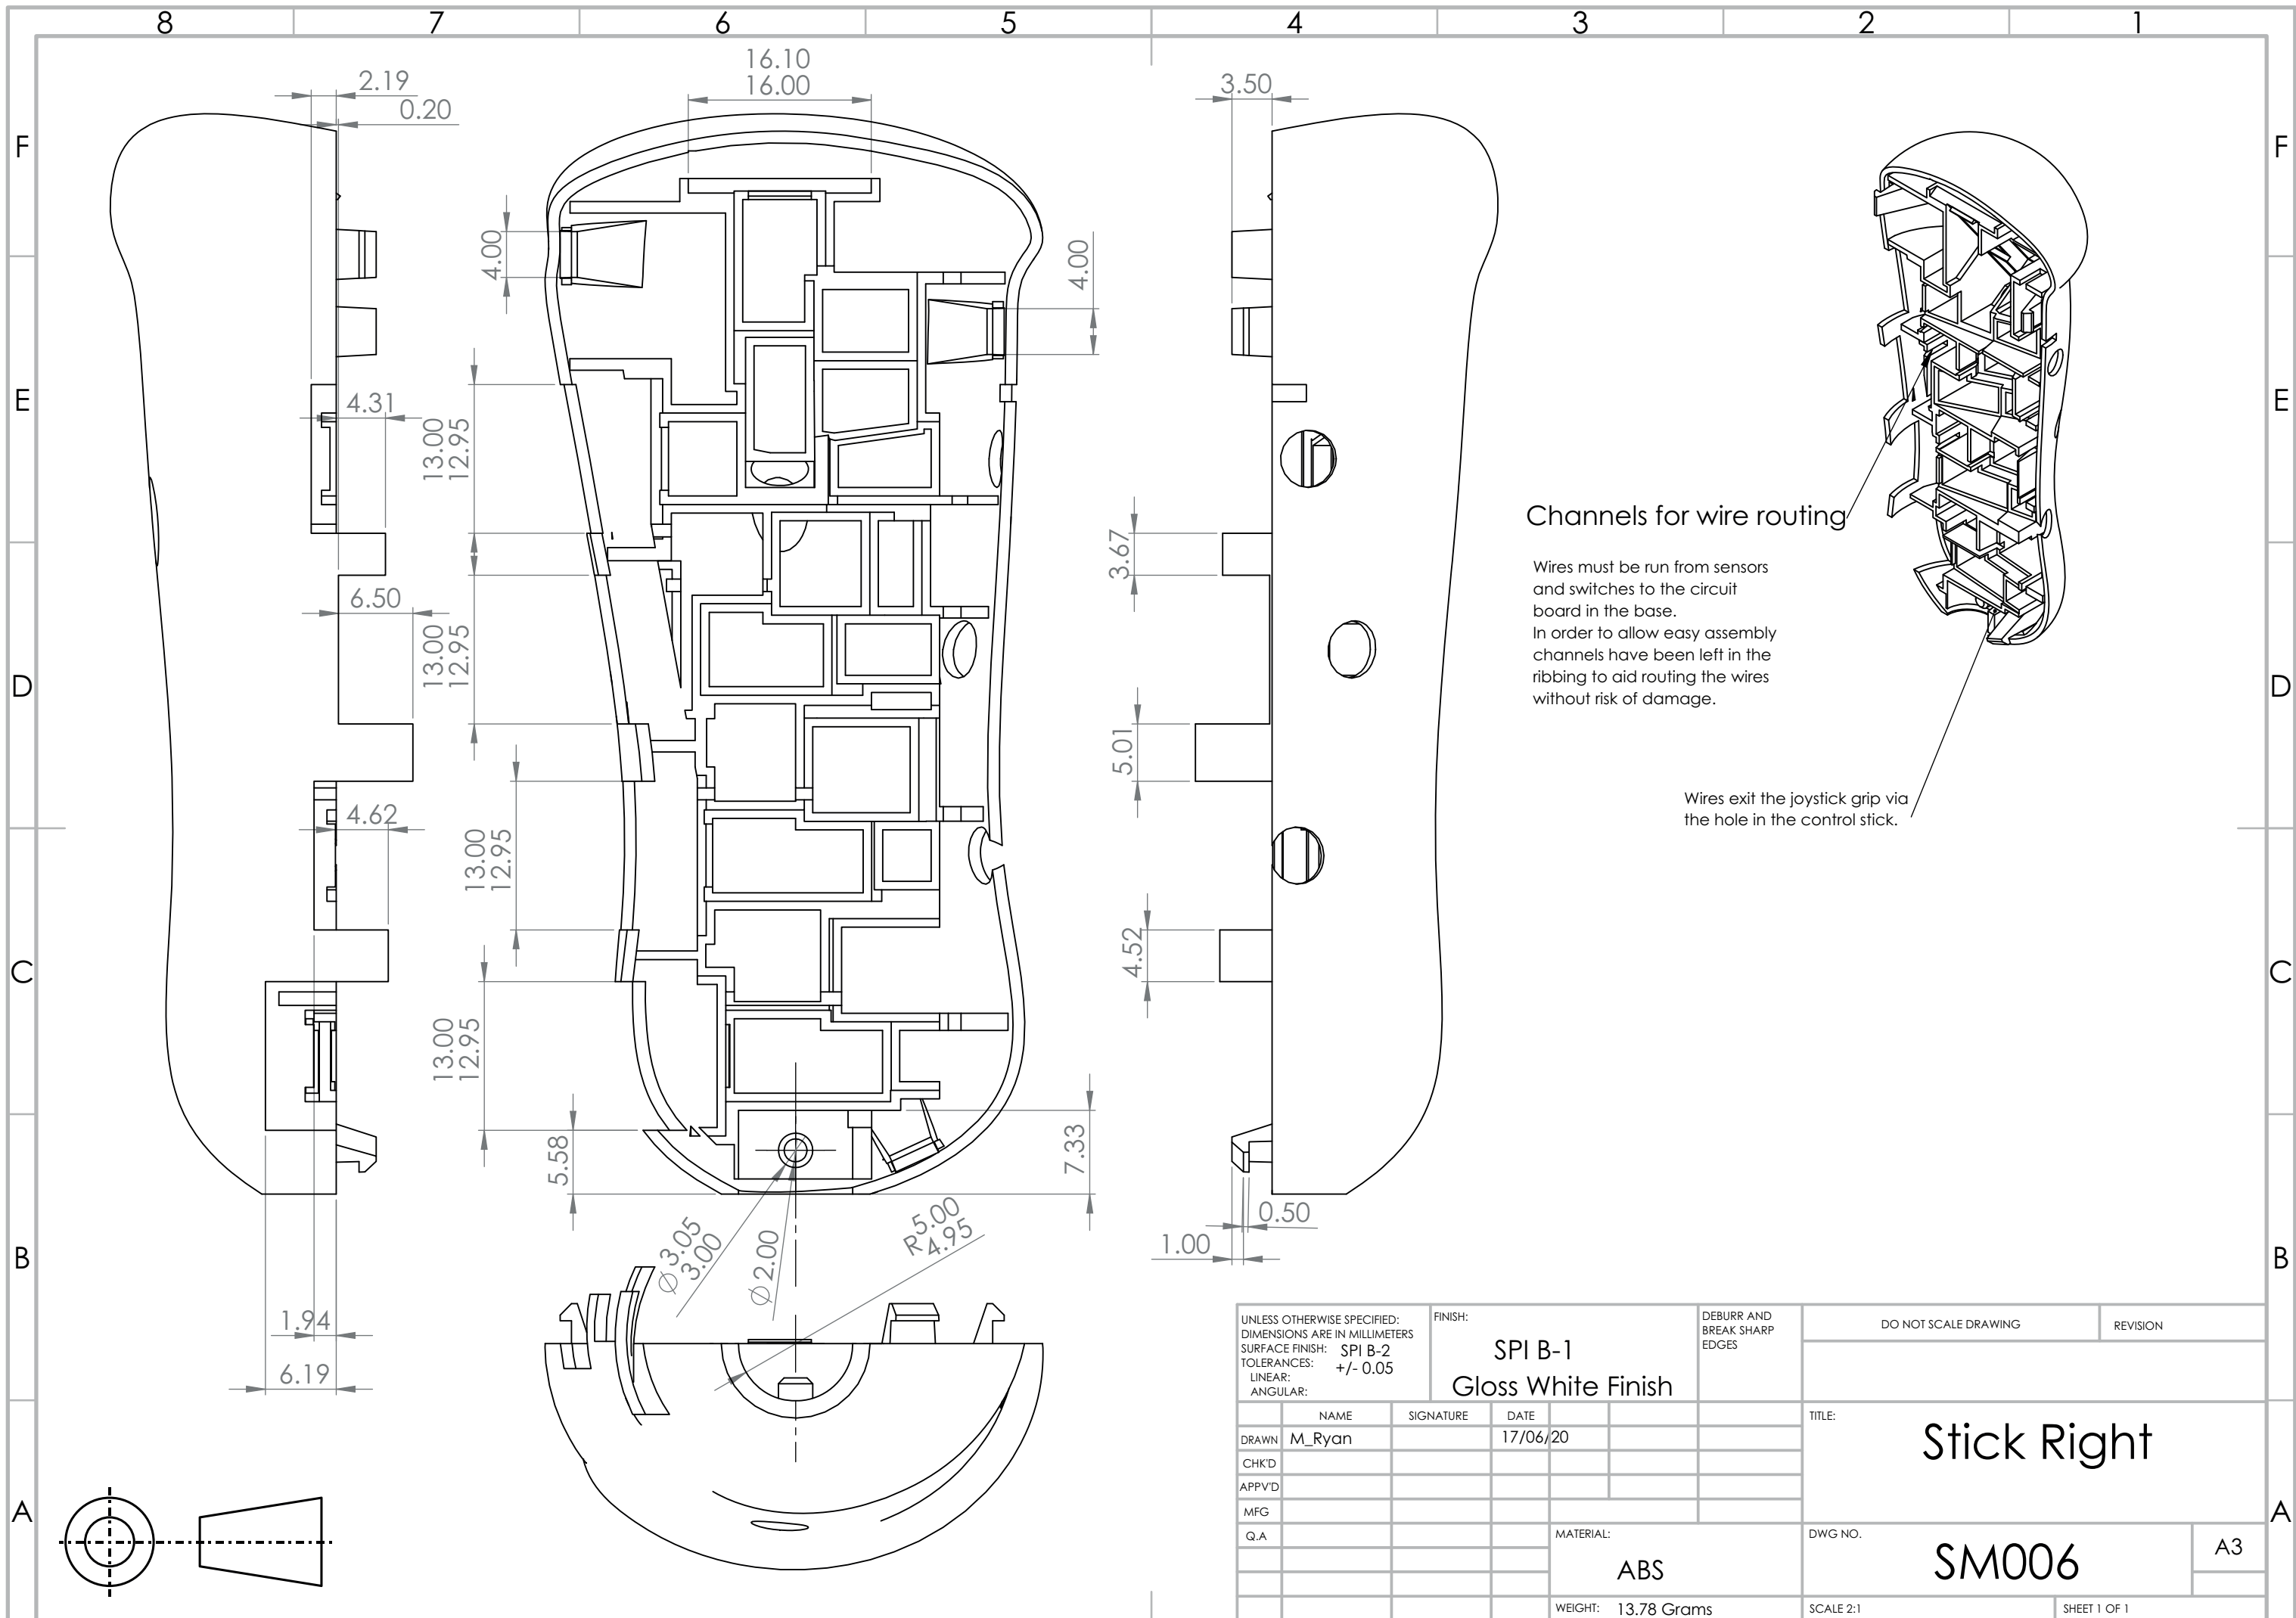 8 7 6 5 4 3 2 1
F
F
E
E
D
D
C
C
B
B
A
A
2.19
0.20
16.10
16.00
3.50
4.00
4.00
4.31
13.00
12.95
6.50
13.00
12.95
4.62
13.00
12.95
13.00
12.95
5.58
7.33
1.94
6.19
3.67
5.01
4.52
0.50
1.00
∅ 3.05
3.00
∅ 2.00
R 5.00
4.95
Channels for wire routing
Wires must be run from sensors
and switches to the circuit
board in the base.
In order to allow easy assembly
channels have been left in the
ribbing to aid routing the wires
without risk of damage.
Wires exit the joystick grip via
the hole in the control stick.
UNLESS OTHERWISE SPECIFIED:
DIMENSIONS ARE IN MILLIMETERS
SURFACE FINISH: SPI B-2
TOLERANCES: +/- 0.05
LINEAR:
ANGULAR:
FINISH:
SPI B-1
Gloss White Finish
DEBURR AND
BREAK SHARP
EDGES
DO NOT SCALE DRAWING
REVISION
NAME SIGNATURE DATE
DRAWN M_Ryan 17/06/20
CHK'D
APPV'D
MFG
Q.A
TITLE:
Stick Right
MATERIAL:
ABS
DWG NO.
SM006
A3
WEIGHT: 13.78 Grams
SCALE 2:1
SHEET 1 OF 1